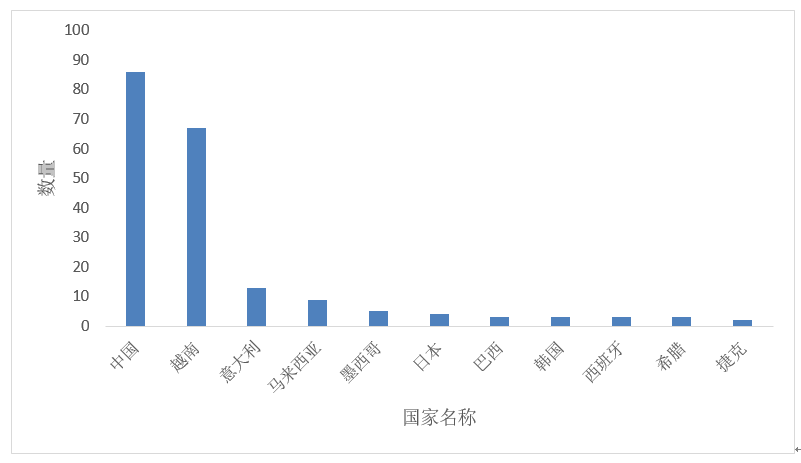 100
90
80
70
60
50
40
30
20
10
0
数量
中国
越南
意大利
马来西亚
墨西哥
日本
巴西
韩国
西班牙
希腊
捷克
国家名称